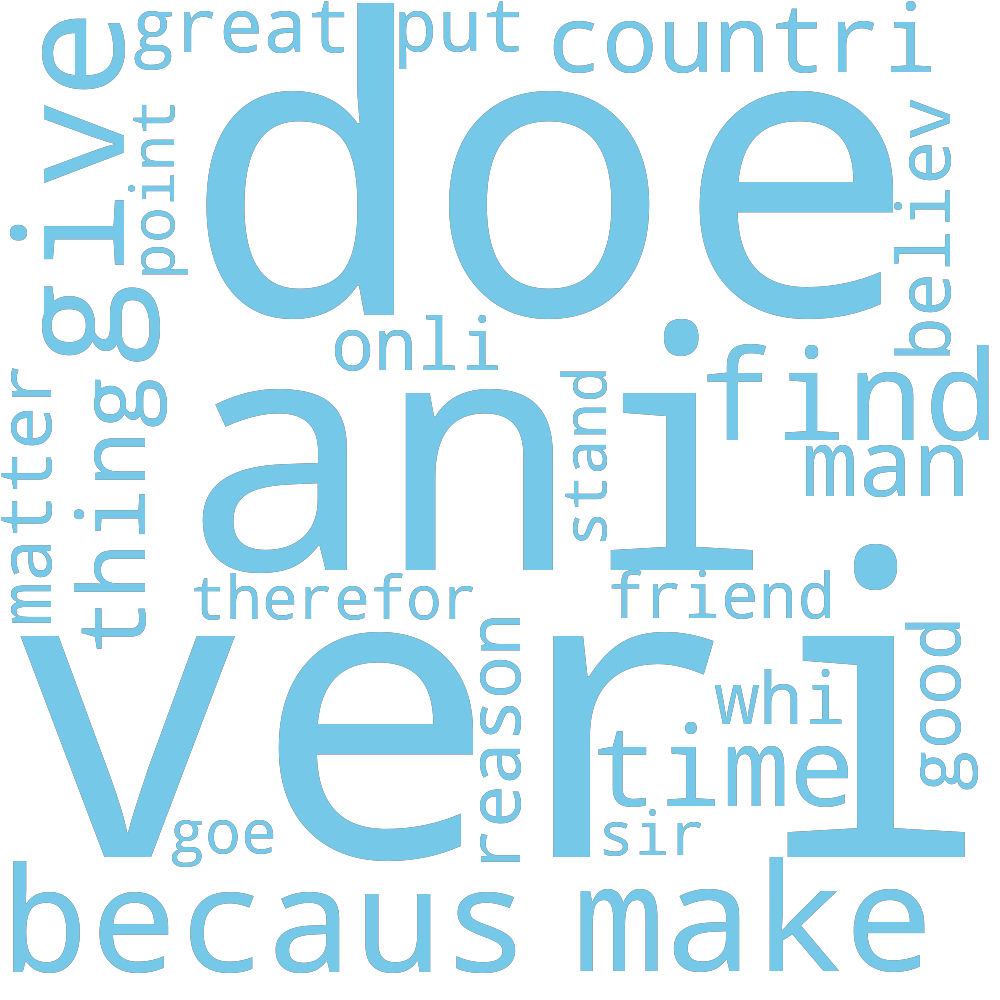 great
put
countri
give
point
doe
believ
onli
ani
stand
find
man
matter
thing
therefor
friend
veri
reason
whi
time
good
goe
sir
becaus
make